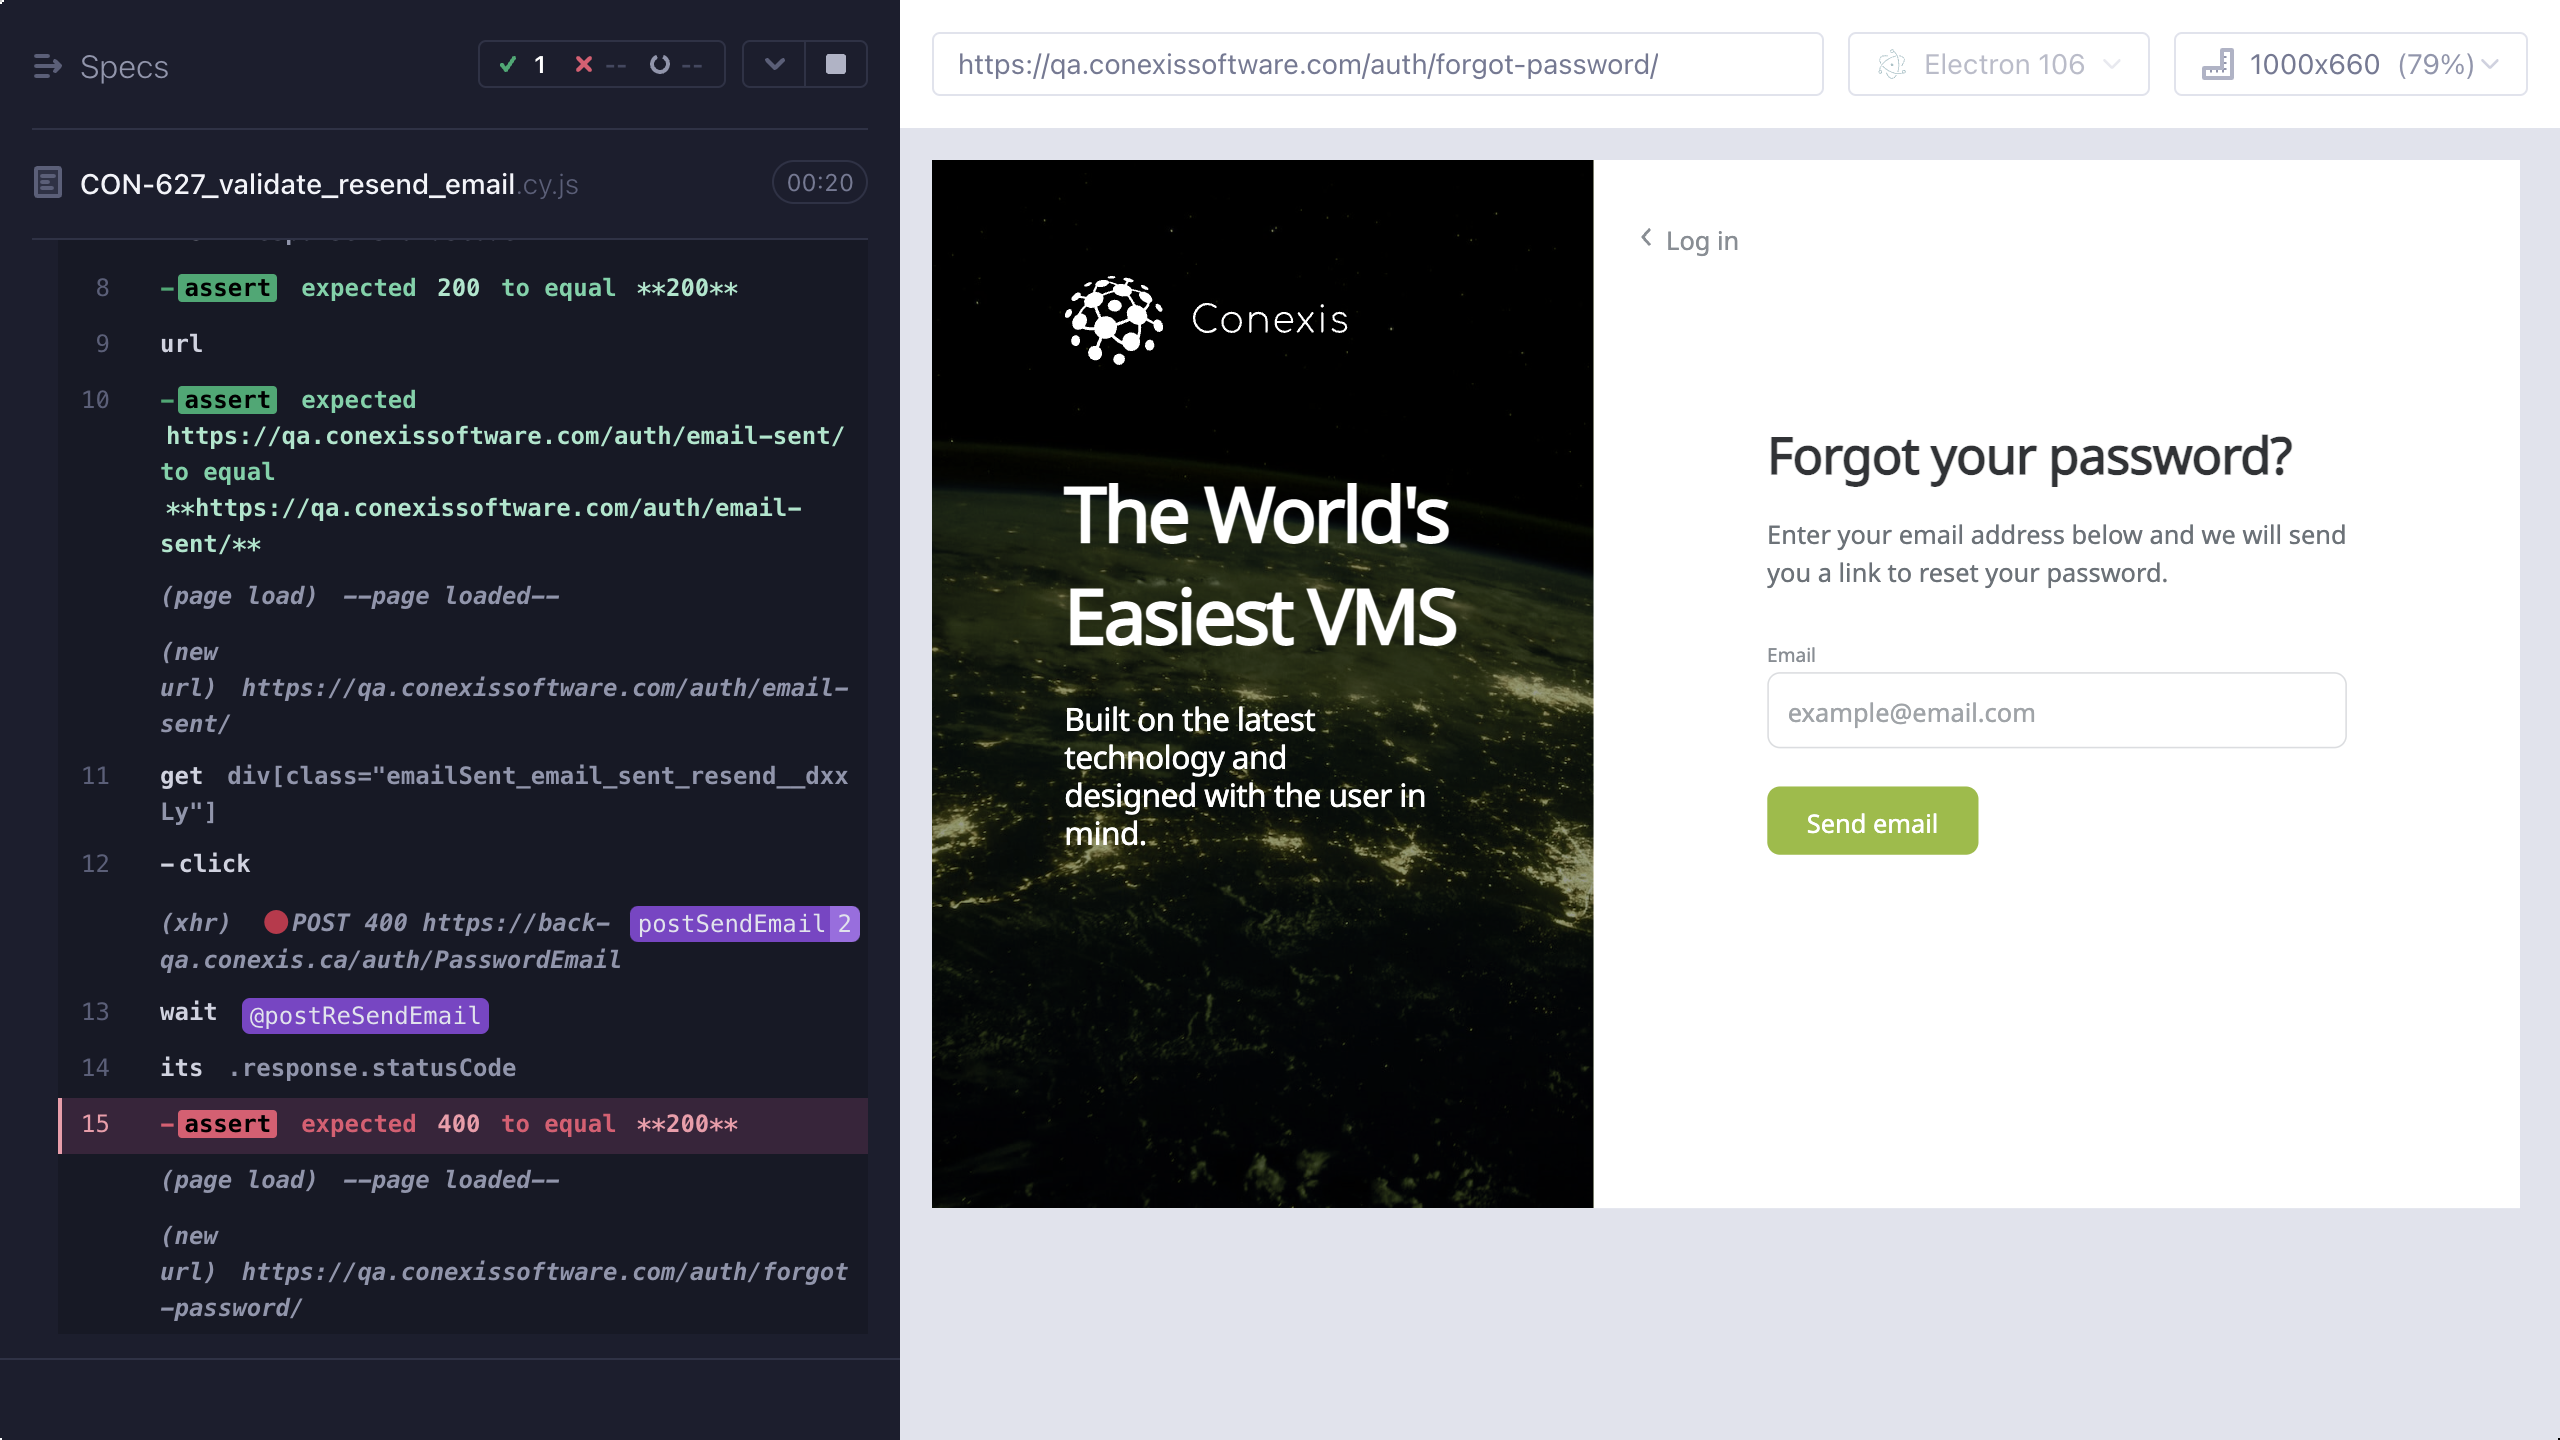 Specs
1
--
--
CON-627_validate_resend_email.cy.js
00:20
8 -assert expected 200 to equal **200**
9 url
10 -assert expected
https://qa.conexissoftware.com/auth/email-sent/
to equal
**https://qa.conexissoftware.com/auth/email-
sent/**
(page load) --page loaded--
(new
url) https://qa.conexissoftware.com/auth/email-
sent/
11 get div[class="emailSent_email_sent_resend__dxx
Ly"]
12 -click
(xhr) POST 400 https://back- postSendEmail 2
qa.conexis.ca/auth/PasswordEmail
13 wait @postReSendEmail
14 its .response.statusCode
15 -assert expected 400 to equal **200**
(page load) --page loaded--
(new
url) https://qa.conexissoftware.com/auth/forgot
-password/
https://qa.conexissoftware.com/auth/forgot-password/
Electron 106
1000x660 (79%)
Conexis
The World's
Easiest VMS
Built on the latest
technology and
designed with the user in
mind.
Log in
Forgot your password?
Enter your email address below and we will send
you a link to reset your password.
Email
example@email.com
Send email